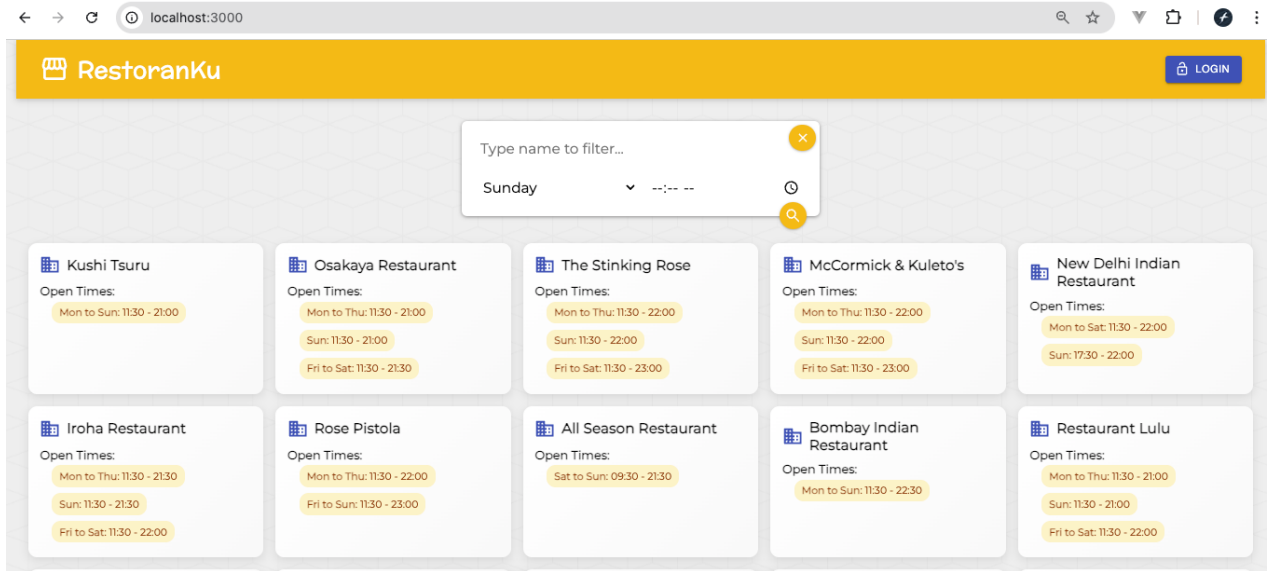 localhost:3000
RestoranKu
LOGIN
Type name to filter...
Sunday
--:-- --
Kushi Tsuru
Open Times:
Mon to Sun: 11:30 - 21:00
Osakaya Restaurant
Open Times:
Mon to Thu: 11:30 - 21:00
Sun: 11:30 - 21:00
Fri to Sat: 11:30 - 21:30
The Stinking Rose
Open Times:
Mon to Thu: 11:30 - 22:00
Sun: 11:30 - 22:00
Fri to Sat: 11:30 - 23:00
McCormick & Kuleto's
Open Times:
Mon to Thu: 11:30 - 22:00
Sun: 11:30 - 22:00
Fri to Sat: 11:30 - 23:00
New Delhi Indian
Restaurant
Open Times:
Mon to Sat: 11:30 - 22:00
Sun: 17:30 - 22:00
Iroha Restaurant
Open Times:
Mon to Thu: 11:30 - 21:30
Sun: 11:30 - 21:30
Fri to Sat: 11:30 - 22:00
Rose Pistola
Open Times:
Mon to Thu: 11:30 - 22:00
Fri to Sun: 11:30 - 23:00
All Season Restaurant
Open Times:
Sat to Sun: 09:30 - 21:30
Bombay Indian
Restaurant
Open Times:
Mon to Sun: 11:30 - 22:30
Restaurant Lulu
Open Times:
Mon to Thu: 11:30 - 21:00
Sun: 11:30 - 21:00
Fri to Sat: 11:30 - 22:00